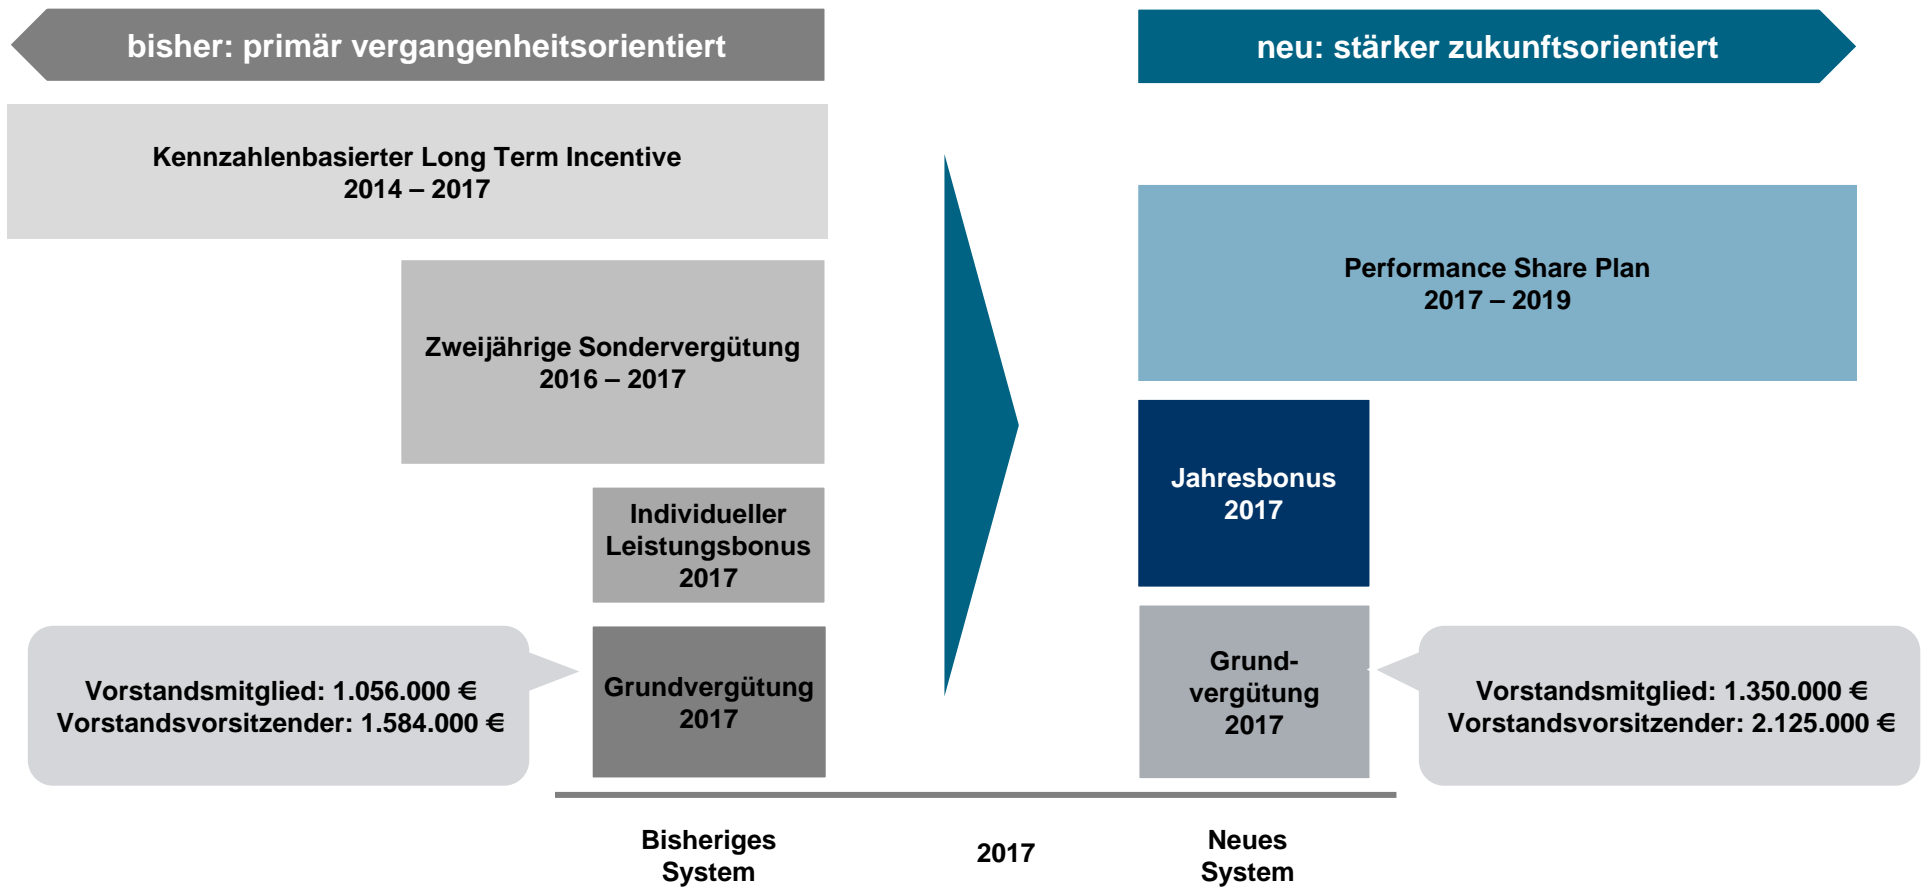 bisher: primär vergangenheitsorientiert
neu: stärker zukunftsorientiert
Kennzahlenbasierter Long Term Incentive
2014 – 2017
Performance Share Plan
2017 – 2019
Zweijährige Sondervergütung
2016 – 2017
Jahresbonus
2017
Individueller
Leistungsbonus
2017
Vorstandsmitglied: 1.056.000 €
Vorstandsvorsitzender: 1.584.000 €
Grundvergütung
2017
Grund-
vergütung
2017
Vorstandsmitglied: 1.350.000 €
Vorstandsvorsitzender: 2.125.000 €
Bisheriges
System
2017
Neues
System